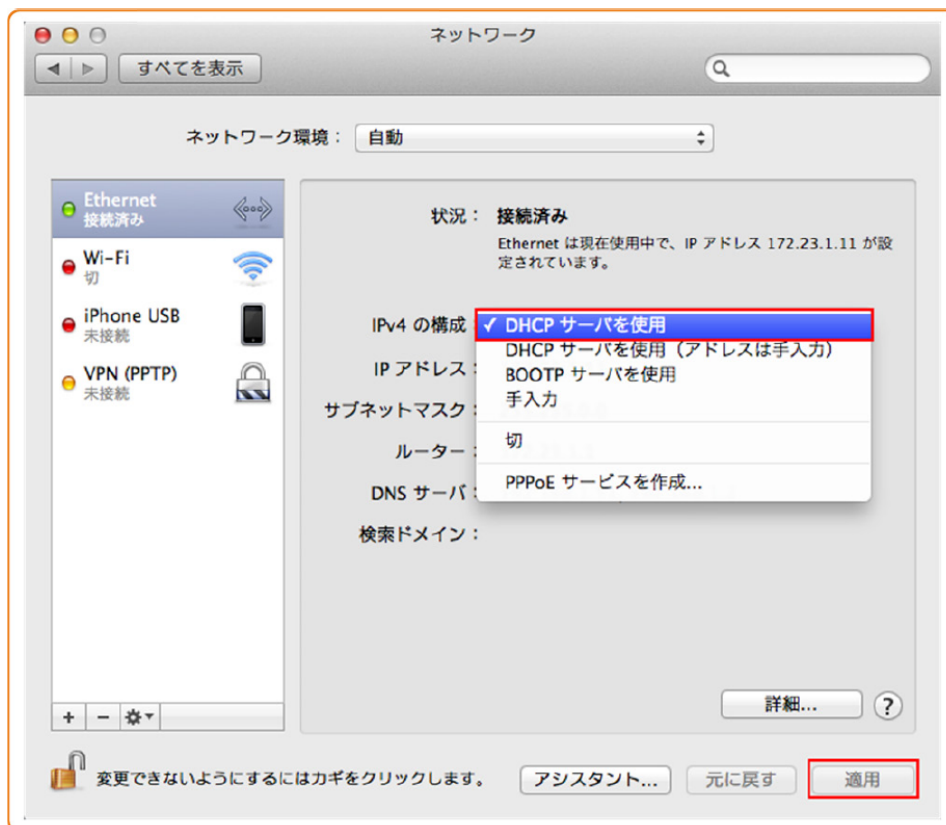 ネットワーク
すべてを表示
ネットワーク環境： 自動
Ethernet
接続済み
Wi-Fi
切
iPhone USB
未接続
VPN (PPTP)
未接続
状況： 接続済み
Ethernet は現在使用中で、IP アドレス 172.23.1.11 が設
定されています。
IPv4 の構成： ✓ DHCP サーバを使用
DHCP サーバを使用（アドレスは手入力）
BOOTP サーバを使用
手入力
切
PPPoE サービスを作成...
IP アドレス：
サブネットマスク：
ルーター：
DNS サーバ：
検索ドメイン：
詳細... ?
+ −
変更できないようにするにはカギをクリックします。 アシスタント... 元に戻す 適用